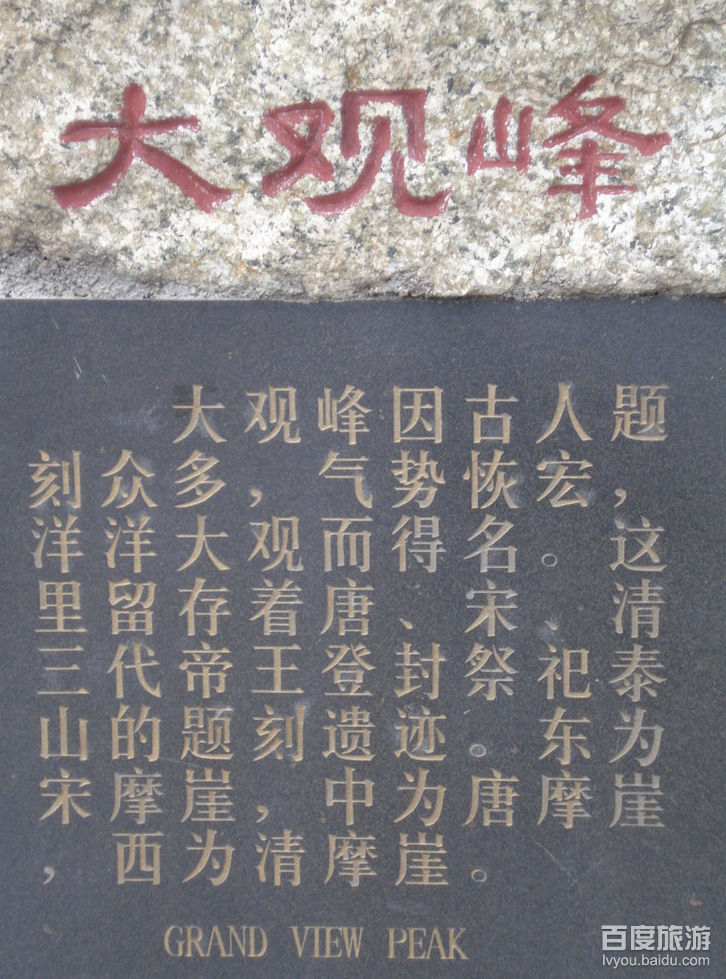 大观峰
大观峰因古人题
刻众多，气势恢宏，
洋洋大观而得名。这
里留存着唐、宋、清
三代帝王登封祭祀泰
山的题刻遗迹。东为
宋摩崖，中为唐摩崖
，西为清摩崖。
GRAND VIEW PEAK
百度旅游
lvyou.baidu.com